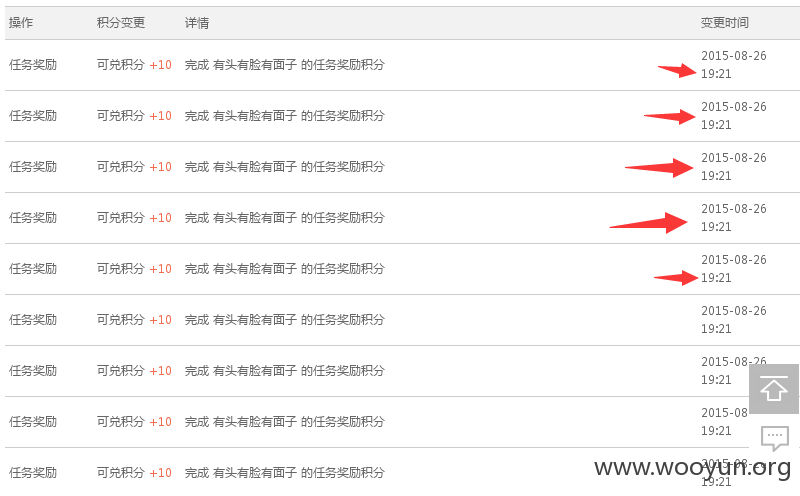 操作 积分变更 详情 变更时间
任务奖励 可兑积分 +10 完成 有头有脸有面子 的任务奖励积分 2015-08-26
19:21
任务奖励 可兑积分 +10 完成 有头有脸有面子 的任务奖励积分 2015-08-26
19:21
任务奖励 可兑积分 +10 完成 有头有脸有面子 的任务奖励积分 2015-08-26
19:21
任务奖励 可兑积分 +10 完成 有头有脸有面子 的任务奖励积分 2015-08-26
19:21
任务奖励 可兑积分 +10 完成 有头有脸有面子 的任务奖励积分 2015-08-26
19:21
任务奖励 可兑积分 +10 完成 有头有脸有面子 的任务奖励积分 2015-08-26
19:21
任务奖励 可兑积分 +10 完成 有头有脸有面子 的任务奖励积分 2015-08-26
19:21
任务奖励 可兑积分 +10 完成 有头有脸有面子 的任务奖励积分 2015-08
19:21
任务奖励 可兑积分 +10 完成 有头有脸有面子 的任务奖励积分 2015-08-26
19:21
www.wooyun.org